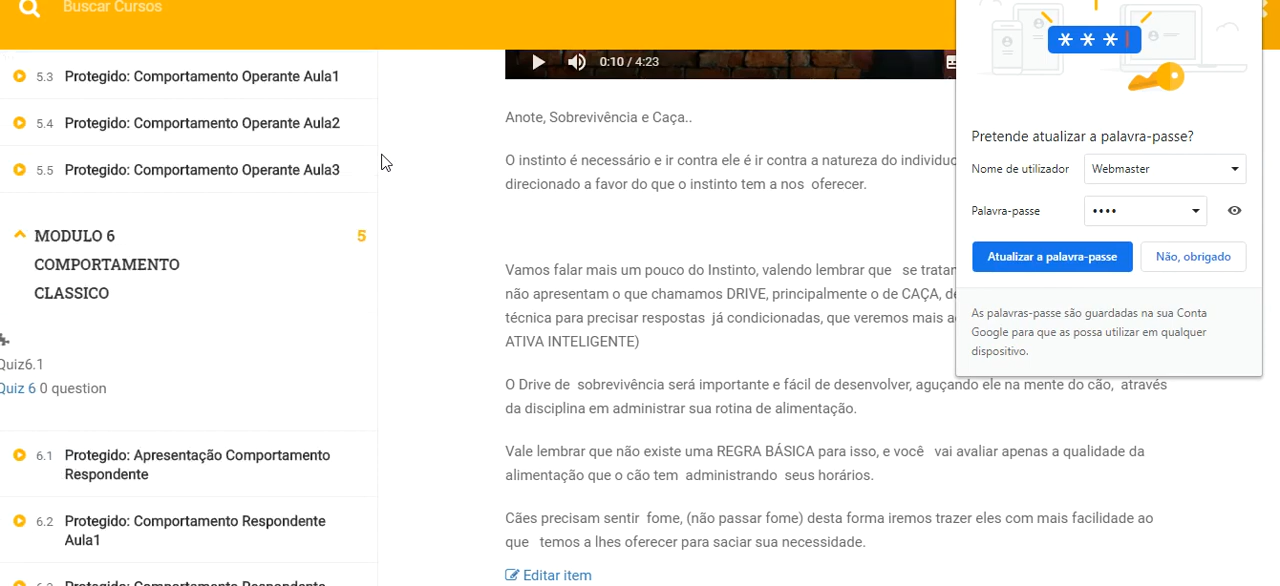 Buscar Cursos
5.3 Protegido: Comportamento Operante Aula1
5.4 Protegido: Comportamento Operante Aula2
5.5 Protegido: Comportamento Operante Aula3
MODULO 6 5
COMPORTAMENTO
CLASSICO
Quiz6.1
Quiz 6 0 question
6.1 Protegido: Apresentação Comportamento
Respondente
6.2 Protegido: Comportamento Respondente
Aula1
Protegido: Comportamento Respondente
0:10 / 4:23
Anote, Sobrevivência e Caça..
O instinto é necessário e ir contra ele é ir contra a natureza do
direcionado a favor do que o instinto tem a nos oferecer.
Vamos falar mais um pouco do Instinto, valendo lembrar que se
não apresentam o que chamamos DRIVE, principalmente o de CAÇA,
técnica para precisar respostas já condicionadas, que veremos mais
ATIVA INTELIGENTE)
O Drive de sobrevivência será importante e fácil de desenvolver, aguçando ele na mente do cão, através
da disciplina em administrar sua rotina de alimentação.
Vale lembrar que não existe uma REGRA BÁSICA para isso, e você vai avaliar apenas a qualidade da
alimentação que o cão tem administrando seus horários.
Cães precisam sentir fome, (não passar fome) desta forma iremos trazer eles com mais facilidade ao
que temos a lhes oferecer para saciar sua necessidade.
Editar item
* * *
Pretende atualizar a palavra-passe?
Nome de utilizador Webmaster
Palavra-passe ••••
Atualizar a palavra-passe Não, obrigado
As palavras-passe são guardadas na sua Conta
Google para que as possa utilizar em qualquer
dispositivo.